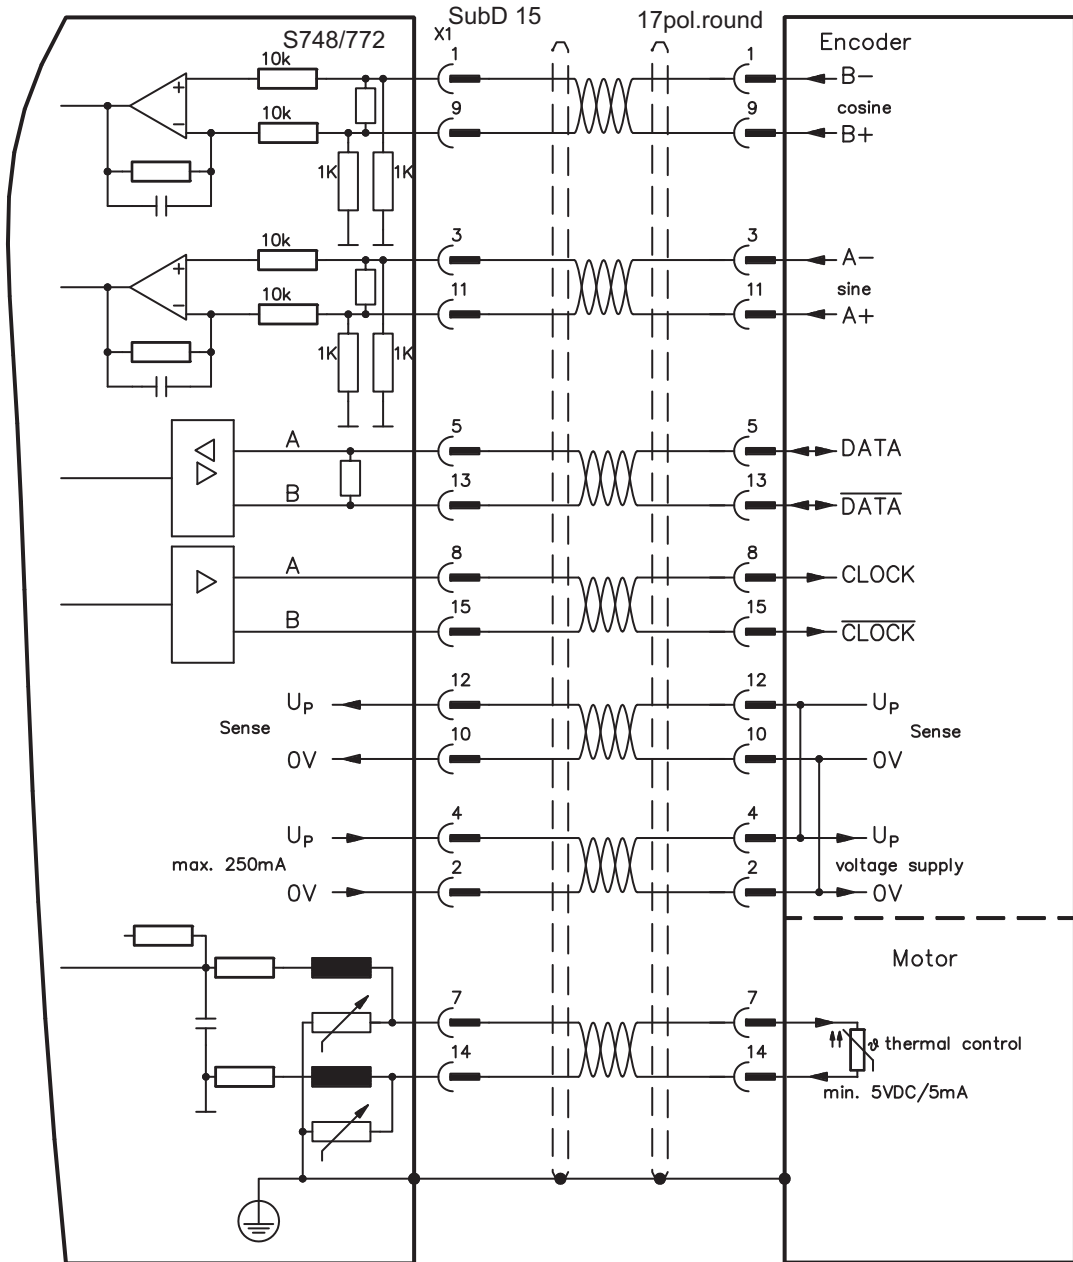 SubD 15 17pol.round
S748/772 X1 Encoder
10k 1 1 B-
cosine
10k 9 9 B+
1K 1K
10k 3 3 A-
sine
10k 11 11 A+
1K 1K
A 5 5 DATA
B 13 13 DATA
A 8 8 CLOCK
B 15 15 CLOCK
UP 12 12 UP
Sense Sense
0V 10 10 0V
UP 4 4 UP
max. 250mA voltage supply
0V 2 2 0V
Motor
7 7
ϑ thermal control
14 14
min. 5VDC/5mA